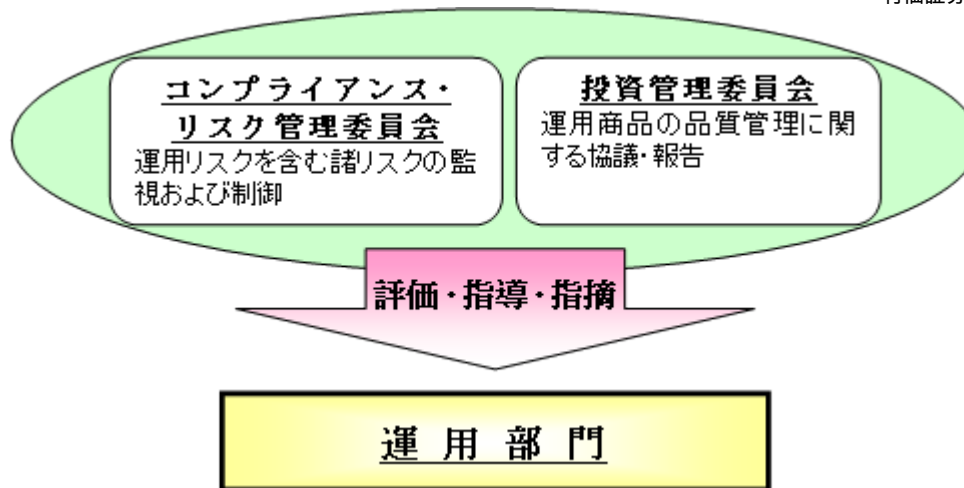 コンプライアンス・
リスク管理委員会
運用リスクを含む諸リスクの監
視および制御
投資管理委員会
運用商品の品質管理に関
する協議・報告
評価・指導・指摘
運用部門